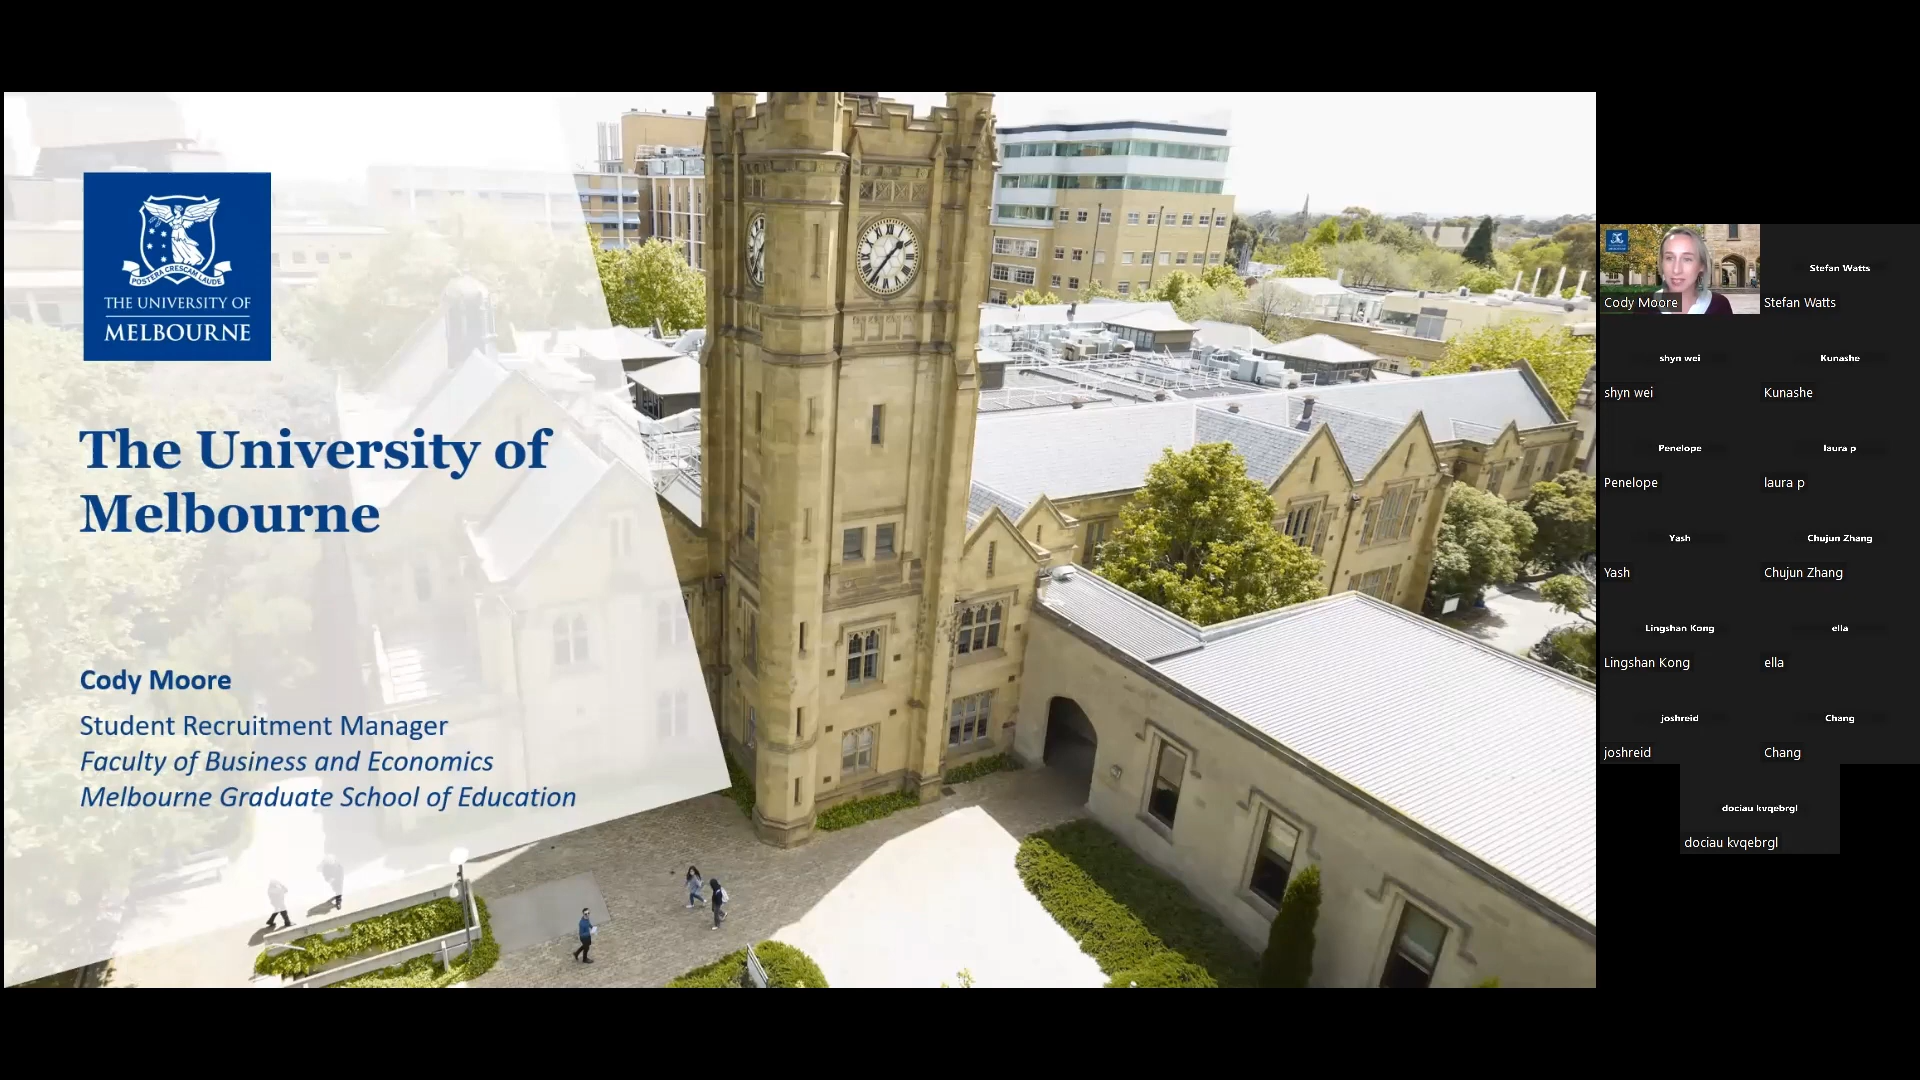 POSTERA CRESCAM LAUDE
THE UNIVERSITY OF
MELBOURNE
The University of
Melbourne
Cody Moore
Student Recruitment Manager
Faculty of Business and Economics
Melbourne Graduate School of Education
Cody Moore
Stefan Watts
Stefan Watts
shyn wei
shyn wei
Kunashe
Kunashe
Penelope
Penelope
laura p
laura p
Yash
Yash
Chujun Zhang
Chujun Zhang
Lingshan Kong
Lingshan Kong
ella
ella
joshreid
joshreid
Chang
Chang
dociau kvqebrgl
dociau kvqebrgl